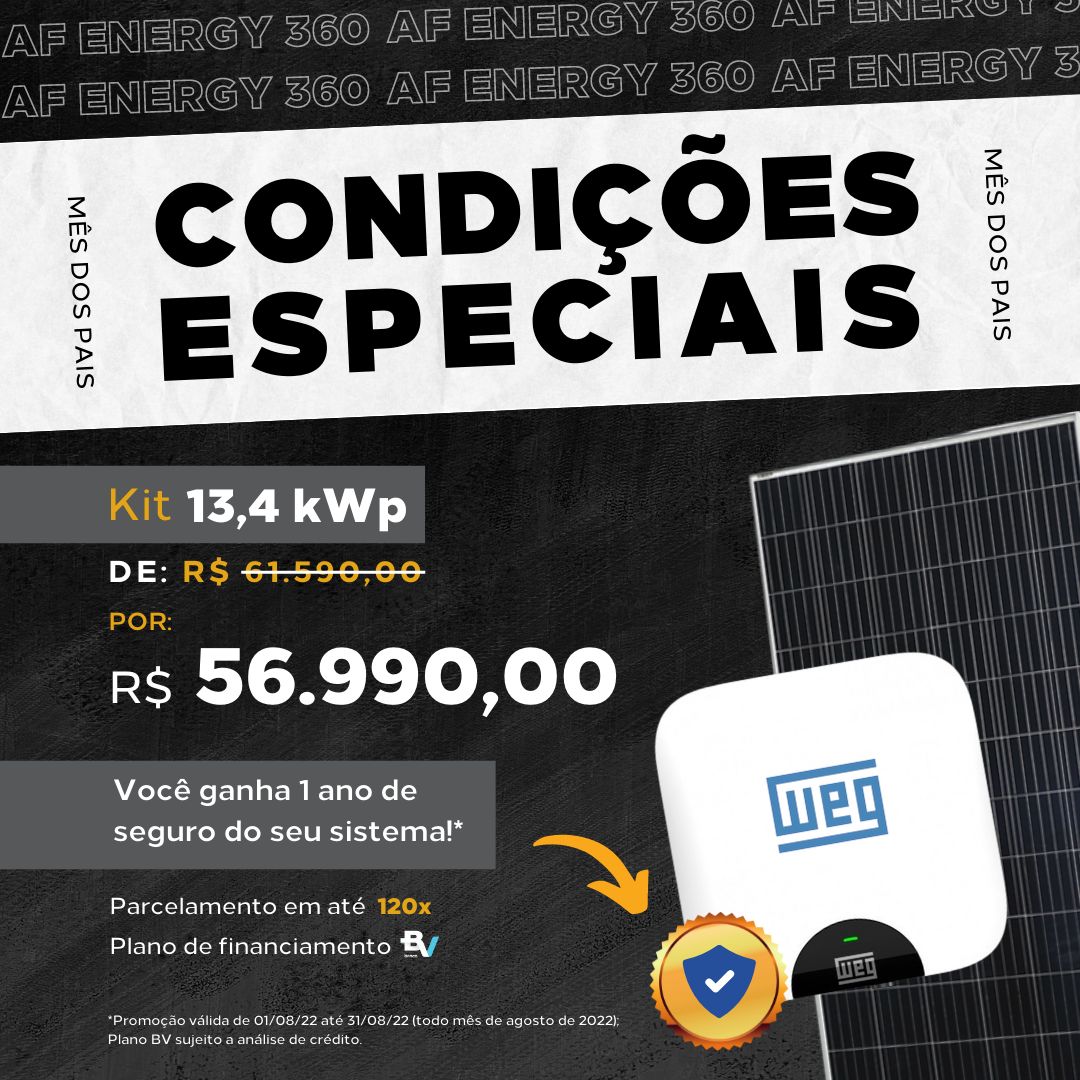 AF ENERGY 360 AF ENERGY 360 AF ENERGY 3
AF ENERGY 360 AF ENERGY 360 AF ENERGY 3
MÊS DOS PAIS
CONDIÇÕES
ESPECIAIS
MÊS DOS PAIS
Kit 13,4 kWp
DE: R$ 61.590,00
POR:
R$ 56.990,00
Você ganha 1 ano de
seguro do seu sistema!*
Parcelamento em até 120x
Plano de financiamento banco BV
weg
weg
*Promoção válida de 01/08/22 até 31/08/22 (todo mês de agosto de 2022);
Plano BV sujeito a análise de crédito.